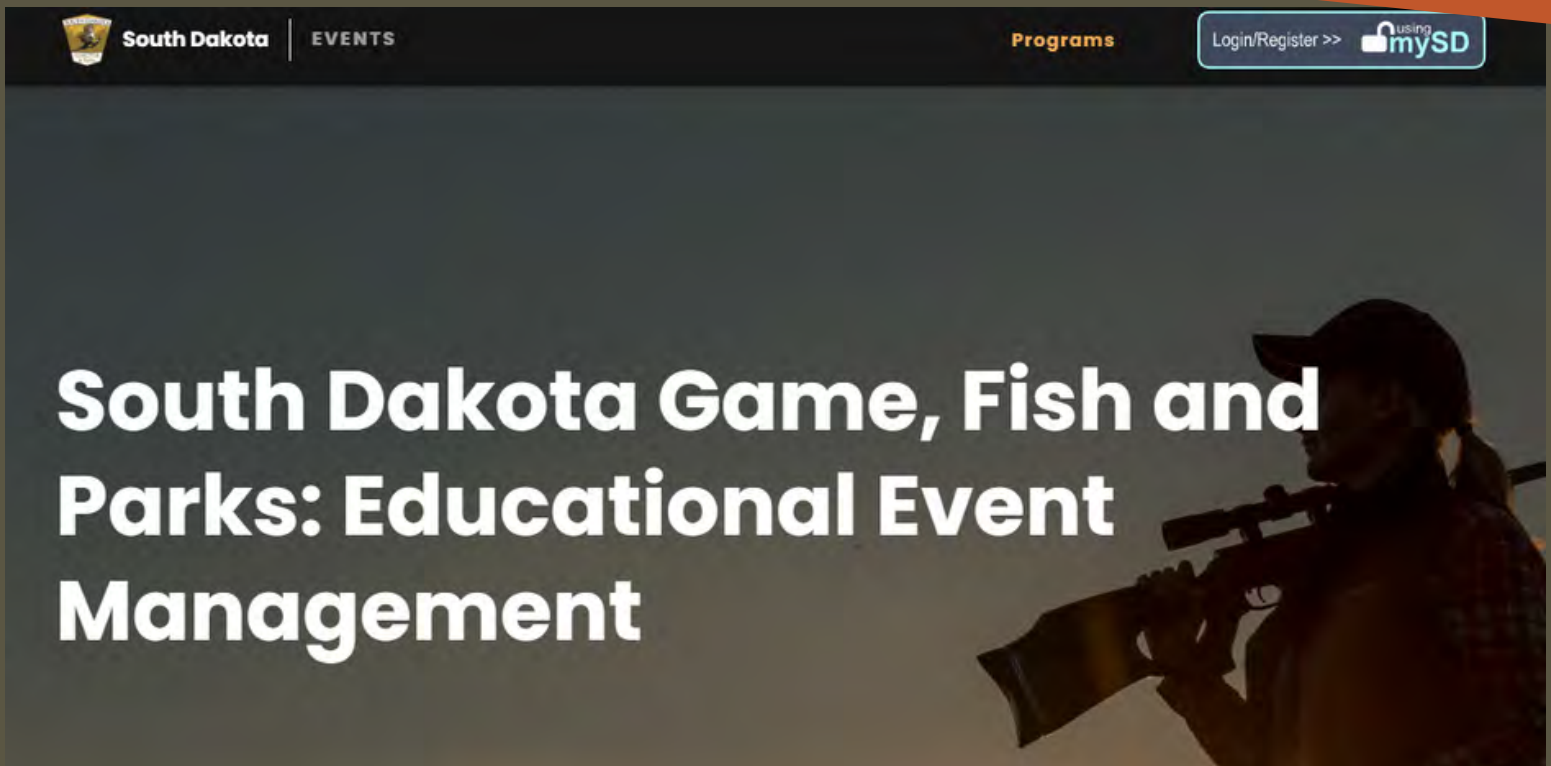 South Dakota EVENTS Programs Login/Register >> using mySD
South Dakota Game, Fish and
Parks: Educational Event
Management